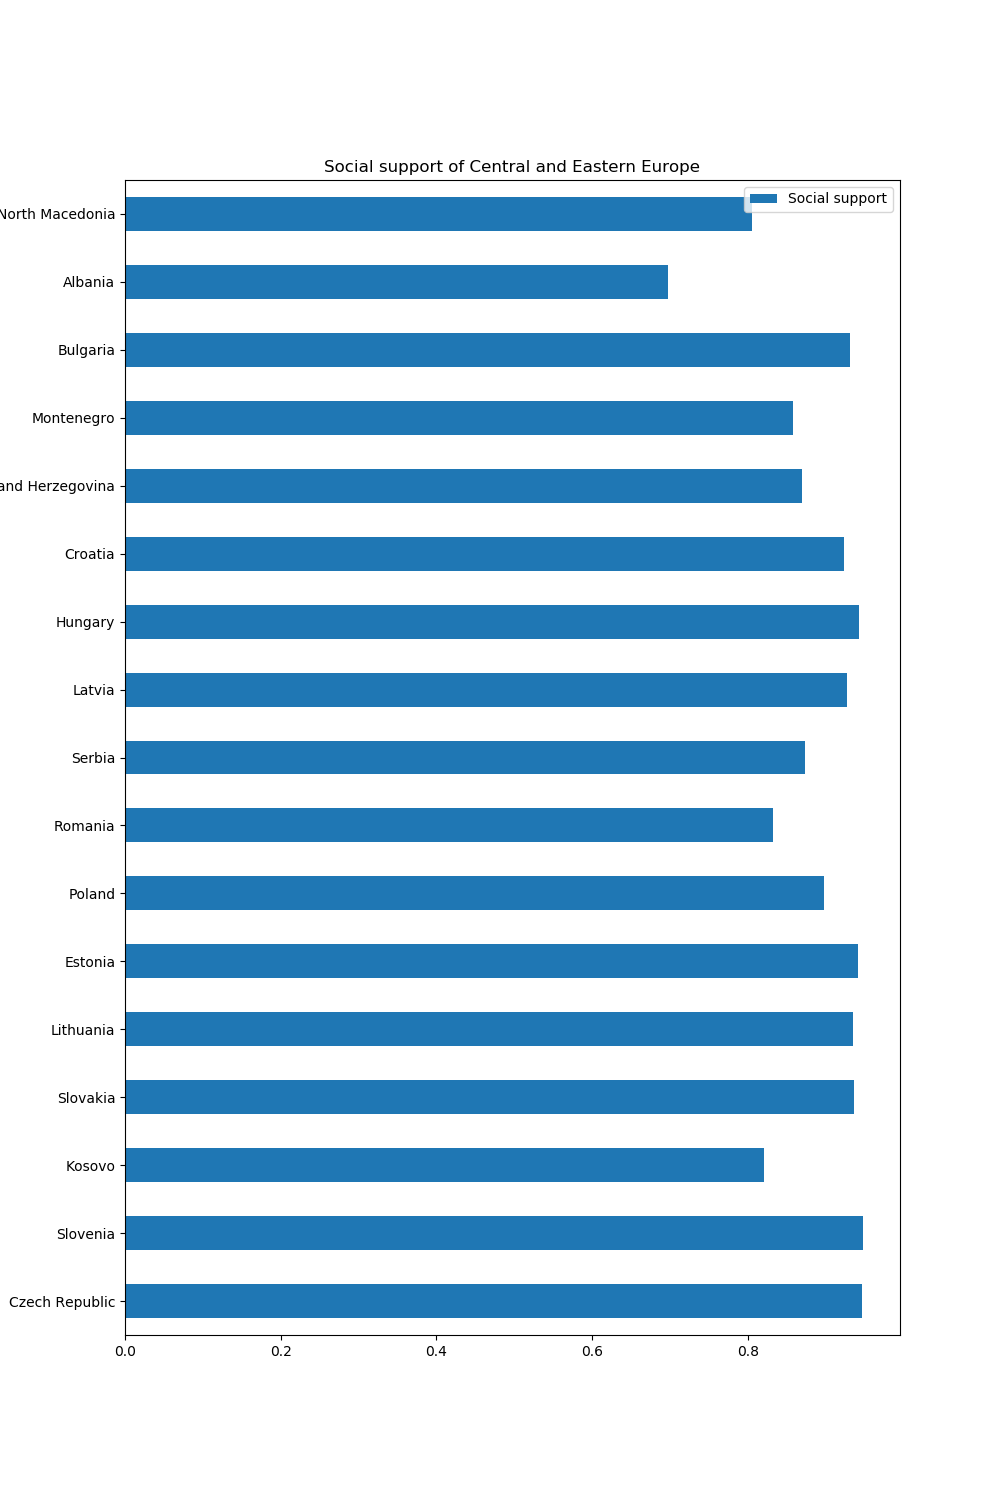 Social support of Central and Eastern Europe
Social support
North Macedonia
Albania
Bulgaria
Montenegro
and Herzegovina
Croatia
Hungary
Latvia
Serbia
Romania
Poland
Estonia
Lithuania
Slovakia
Kosovo
Slovenia
Czech Republic
0.0 0.2 0.4 0.6 0.8